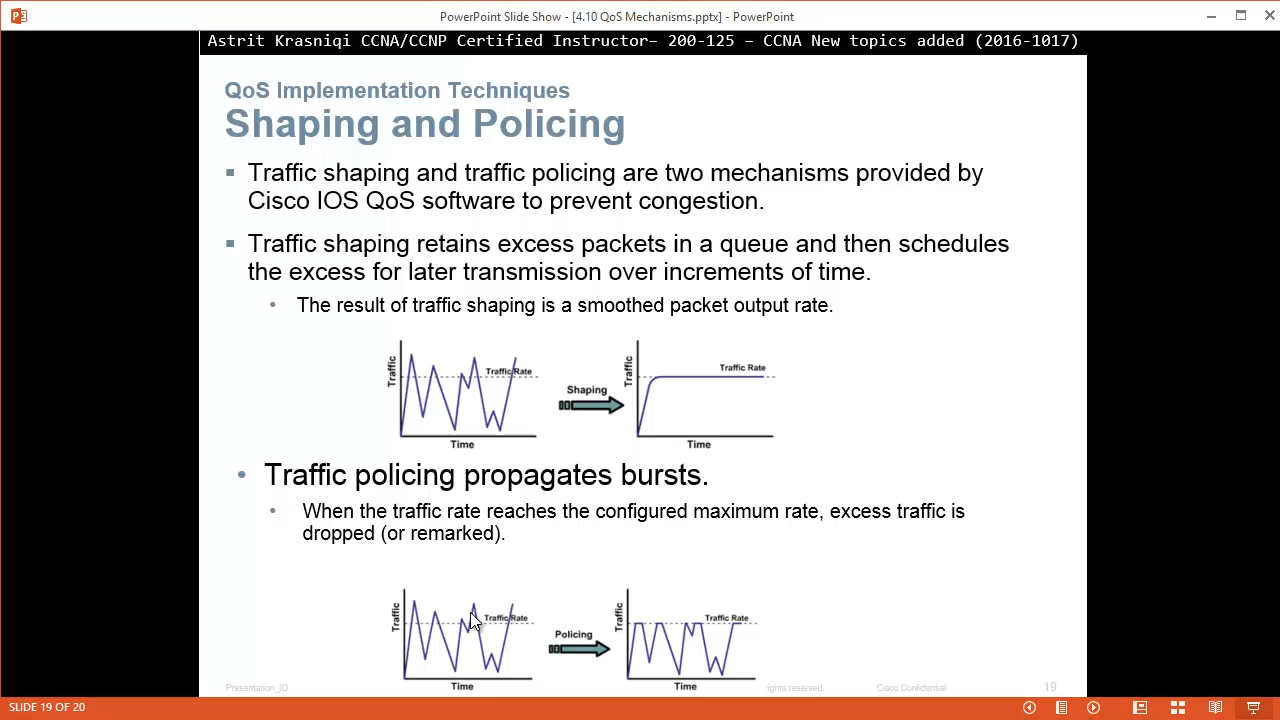 PowerPoint Slide Show - [4.10 QoS Mechanisms.pptx] - PowerPoint
Astrit Krasniqi CCNA/CCNP Certified Instructor– 200-125 – CCNA New topics added (2016-1017)
QoS Implementation Techniques
Shaping and Policing
Traffic shaping and traffic policing are two mechanisms provided by
Cisco IOS QoS software to prevent congestion.
Traffic shaping retains excess packets in a queue and then schedules
the excess for later transmission over increments of time.
The result of traffic shaping is a smoothed packet output rate.
Traffic
Traffic Rate
Time
Shaping
Traffic
Traffic Rate
Time
Traffic policing propagates bursts.
When the traffic rate reaches the configured maximum rate, excess traffic is
dropped (or remarked).
Traffic
Traffic Rate
Time
Policing
Traffic
Traffic Rate
Time
Presentation_ID
rights reserved.
Cisco Confidential
19
SLIDE 19 OF 20